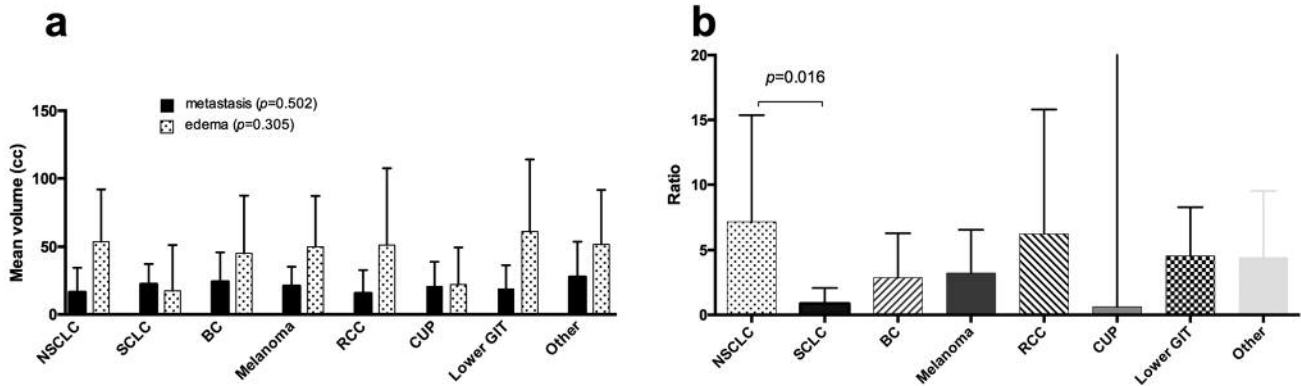 a
metastasis (p=0.502)
edema (p=0.305)
Mean volume (cc)
150
100
50
0
NSCLC
SCLC
BC
Melanoma
RCC
CUP
Lower GIT
Other
b
p=0.016
Ratio
20
15
10
5
0
NSCLC
SCLC
BC
Melanoma
RCC
CUP
Lower GIT
Other